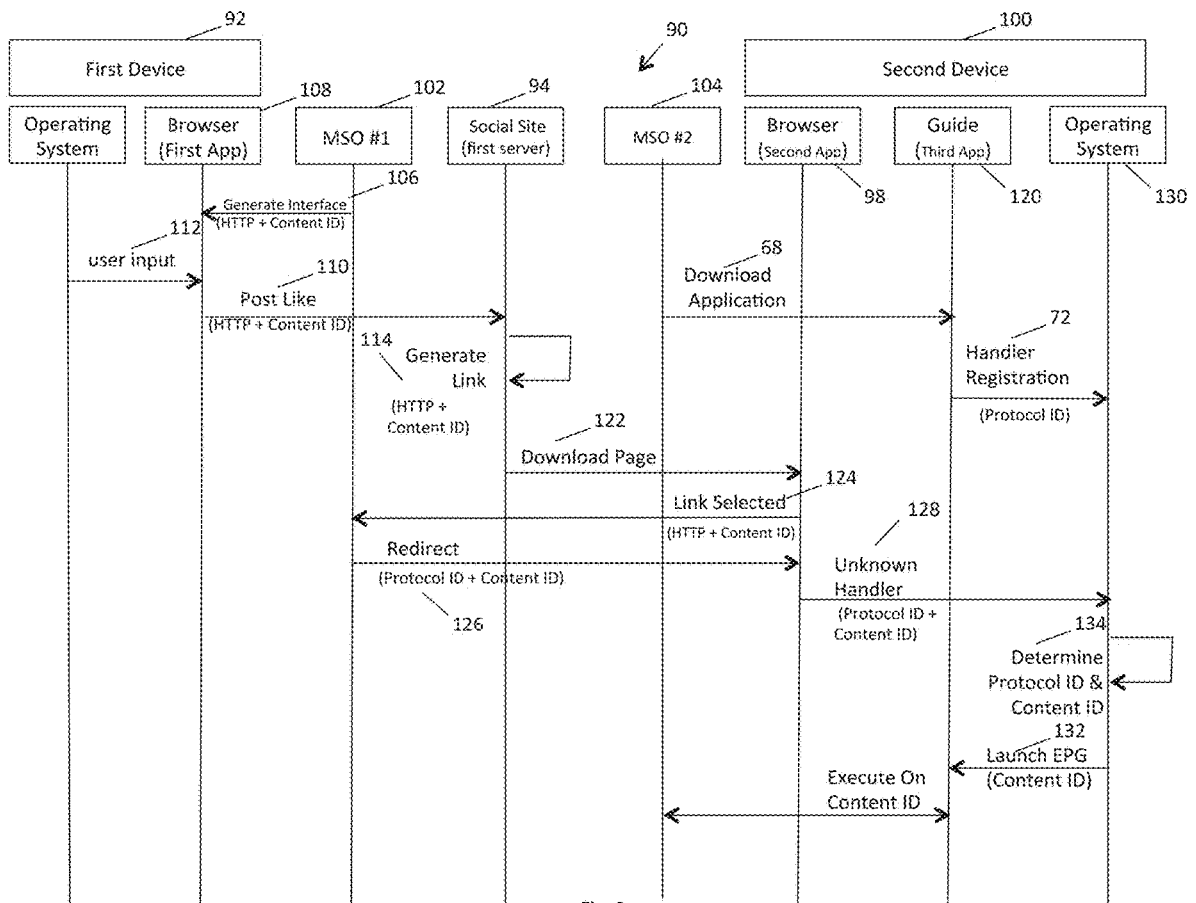 92
90
100
First Device
Second Device
108
102
94
104
Operating
System
Browser
(First App)
MSO #1
Social Site
(first server)
MSO #2
Browser
(Second App)
Guide
(Third App)
Operating
System
106
98
120
130
Generate Interface
(HTTP + Content ID)
112
user input
110
68
Download
Application
Post Like
(HTTP + Content ID)
72
114
Generate
Link
Handler
Registration
(HTTP +
Content ID)
(Protocol ID)
122
Download Page
124
Link Selected
(HTTP + Content ID)
128
Redirect
(Protocol ID + Content ID)
Unknown
Handler
(Protocol ID +
Content ID)
126
134
Determine
Protocol ID &
Content ID
132
Launch EPG
(Content ID)
Execute On
Content ID